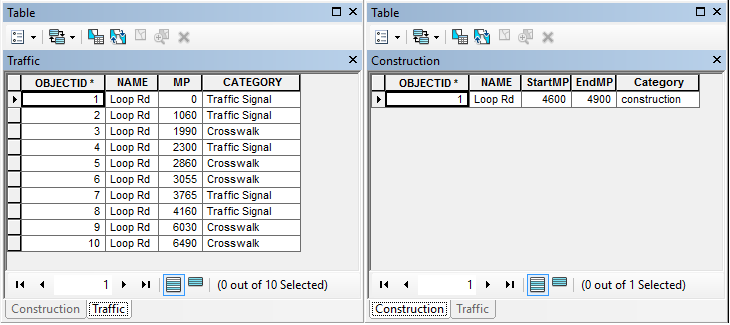 Table
Traffic
OBJECTID * NAME MP CATEGORY
1 Loop Rd 0 Traffic Signal
2 Loop Rd 1060 Traffic Signal
3 Loop Rd 1990 Crosswalk
4 Loop Rd 2300 Traffic Signal
5 Loop Rd 2860 Crosswalk
6 Loop Rd 3055 Crosswalk
7 Loop Rd 3765 Traffic Signal
8 Loop Rd 4160 Traffic Signal
9 Loop Rd 6030 Crosswalk
10 Loop Rd 6490 Crosswalk
1 (0 out of 10 Selected)
Construction Traffic
Table
Construction
OBJECTID * NAME StartMP EndMP Category
1 Loop Rd 4600 4900 construction
1 (0 out of 1 Selected)
Construction Traffic